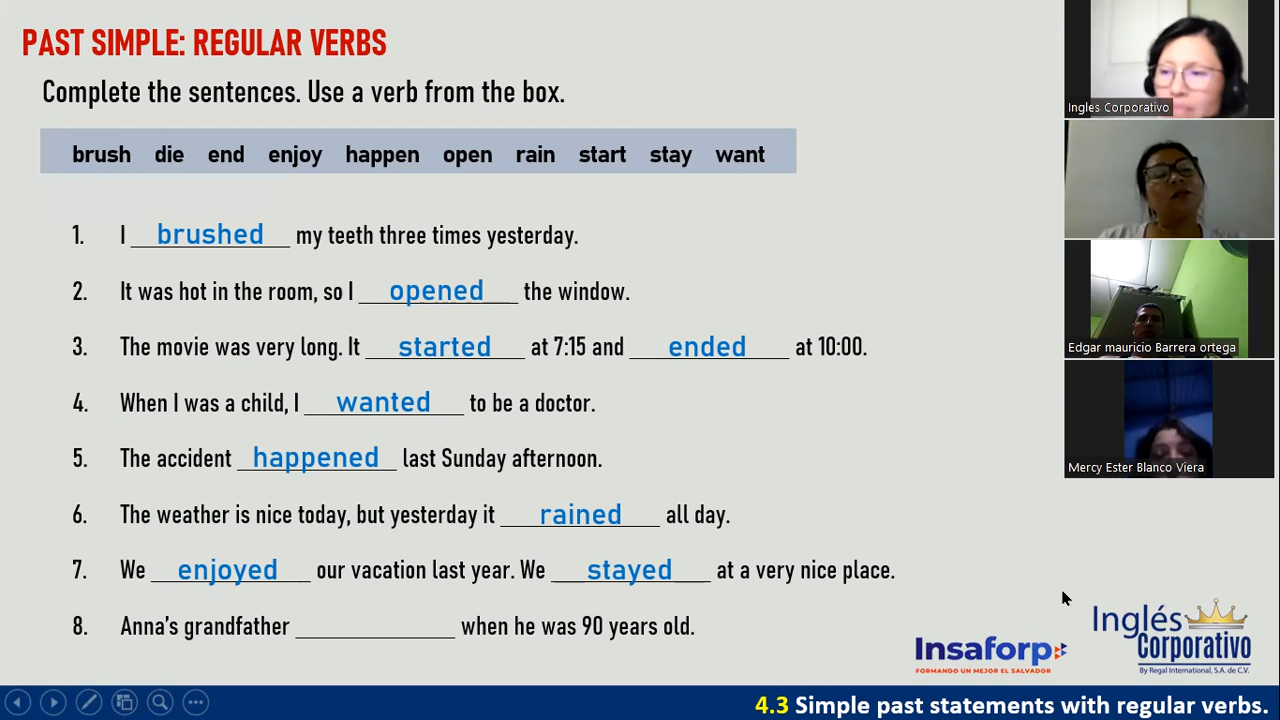 PAST SIMPLE: REGULAR VERBS
Complete the sentences. Use a verb from the box.
brush die end enjoy happen open rain start stay want
1. I brushed my teeth three times yesterday.
2. It was hot in the room, so I opened the window.
3. The movie was very long. It started at 7:15 and ended at 10:00.
4. When I was a child, I wanted to be a doctor.
5. The accident happened last Sunday afternoon.
6. The weather is nice today, but yesterday it rained all day.
7. We enjoyed our vacation last year. We stayed at a very nice place.
8. Anna's grandfather ____________ when he was 90 years old.
Ingles Corporativo
Edgar mauricio Barrera ortega
Mercy Ester Blanco Viera
Insaforp
FORMANDO UN MEJOR EL SALVADOR
Inglés
Corporativo
By Regal International, S.A. de C.V.
4.3 Simple past statements with regular verbs.